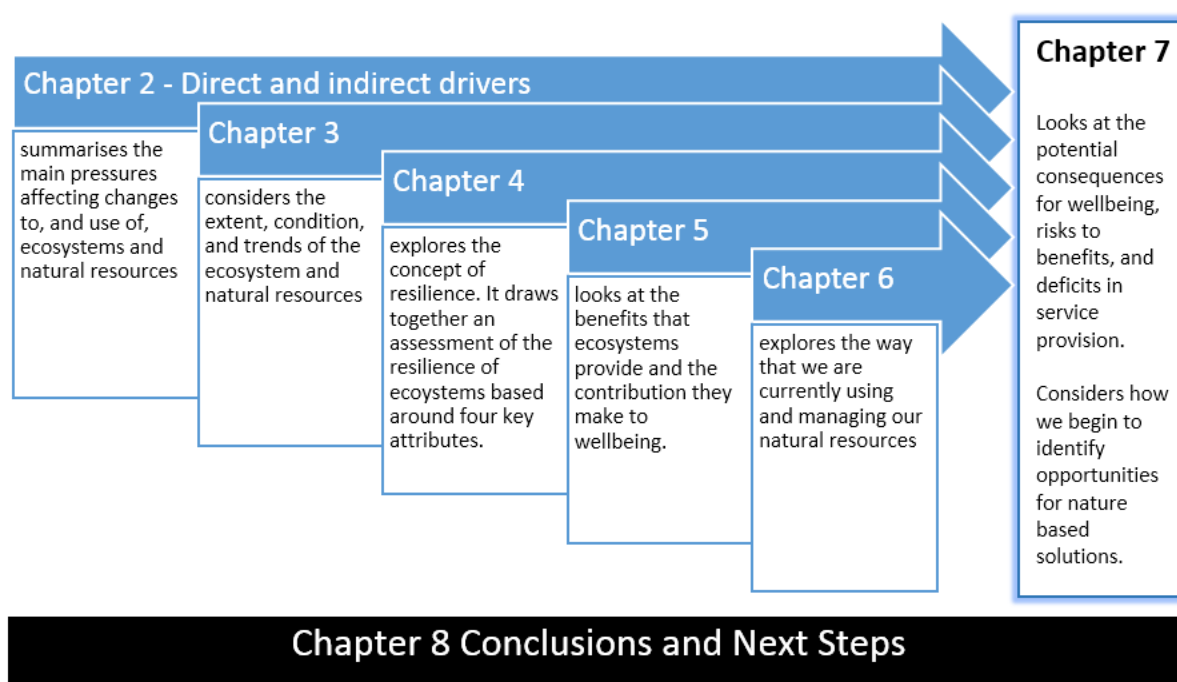 Chapter 2 - Direct and indirect drivers
summarises the
main pressures
affecting changes
to, and use of,
ecosystems and
natural resources
Chapter 3
considers the
extent, condition,
and trends of the
ecosystem and
natural resources
Chapter 4
explores the
concept of
resilience. It draws
together an
assessment of the
resilience of
ecoystems based
around four key
attributes.
Chapter 5
looks at the
benefits that
ecosystems
provide and the
contribution they
make to
wellbeing.
Chapter 6
explores the way
that we are
currently using
and managing our
natural resources
Chapter 7
Looks at the
potential
consequences
for wellbeing,
risks to
benefits, and
deficits in
service
provision.
Considers how
we begin to
identify
opportunities
for nature
based
solutions.
Chapter 8 Conclusions and Next Steps